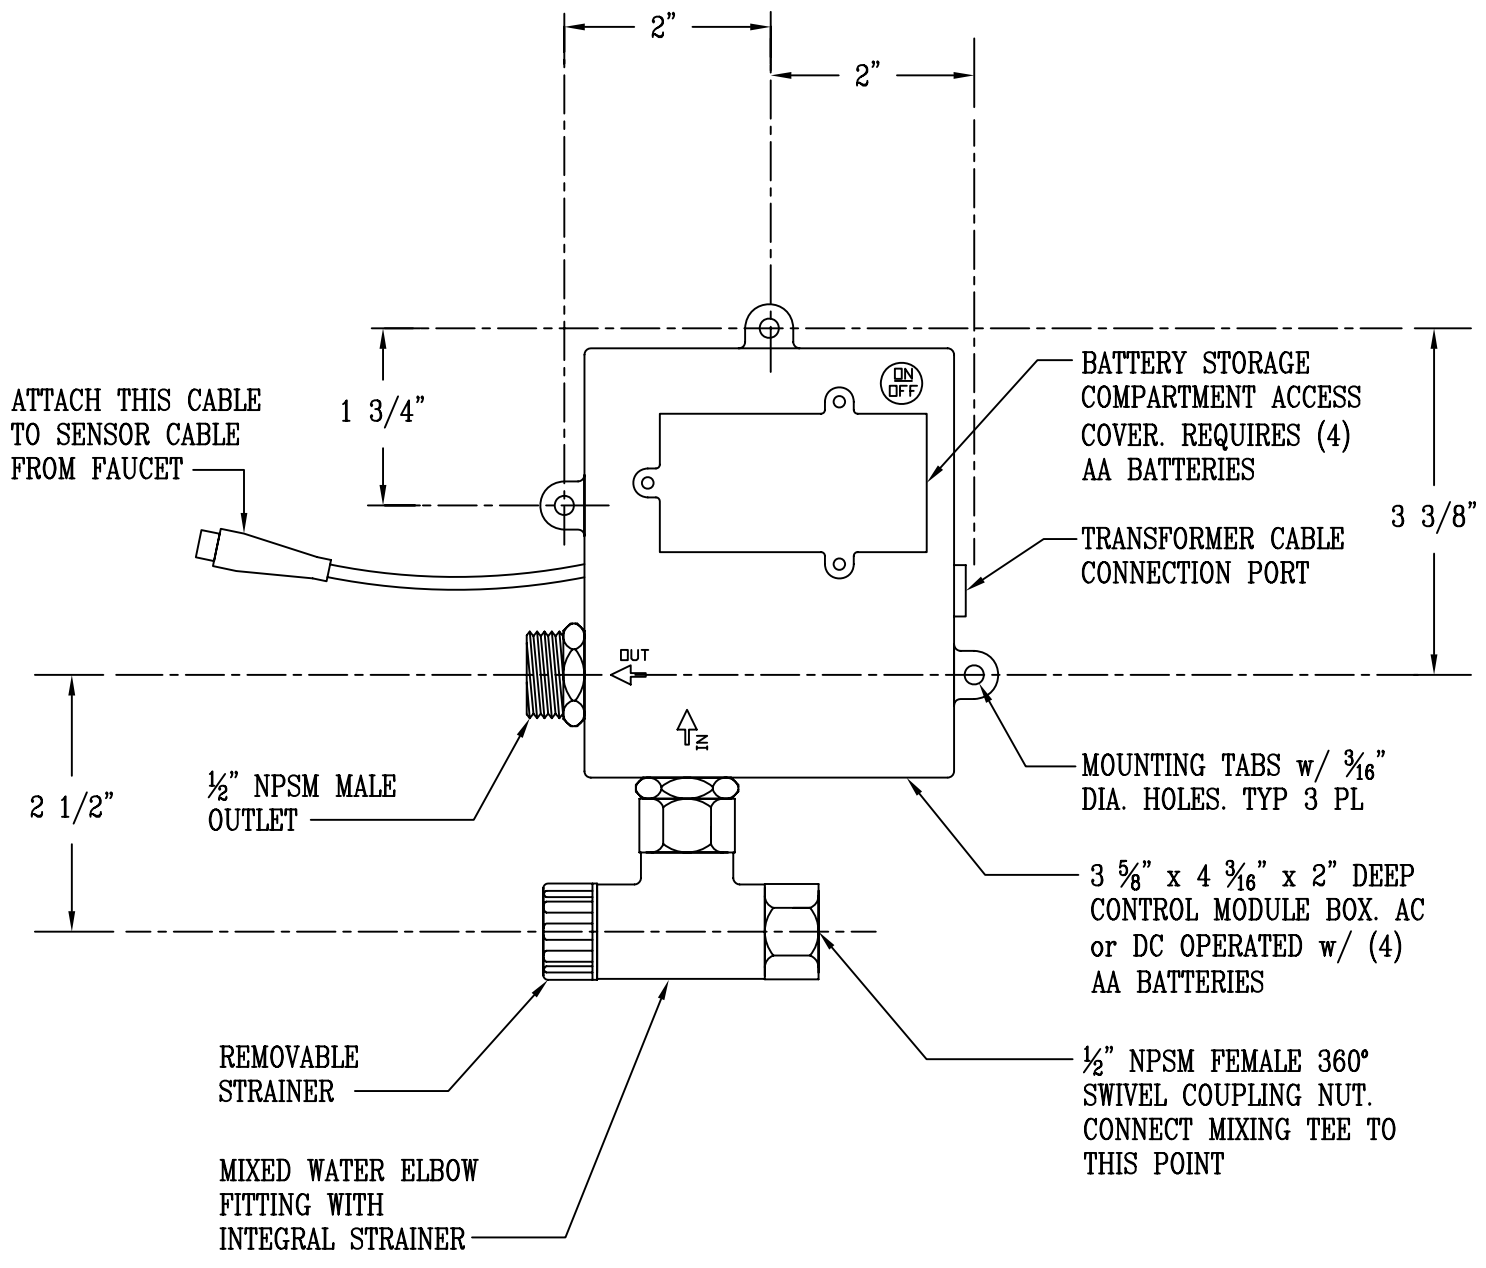 2"
2"
ON
OFF
BATTERY STORAGE
COMPARTMENT ACCESS
COVER. REQUIRES (4)
AA BATTERIES
ATTACH THIS CABLE
TO SENSOR CABLE
FROM FAUCET
1 3/4"
3 3/8"
TRANSFORMER CABLE
CONNECTION PORT
OUT
IN
MOUNTING TABS w/ 3/16"
DIA. HOLES. TYP 3 PL
½" NPSM MALE
OUTLET
2 1/2"
3 ⅝" x 4 3/16" x 2" DEEP
CONTROL MODULE BOX. AC
or DC OPERATED w/ (4)
AA BATTERIES
REMOVABLE
STRAINER
½" NPSM FEMALE 360°
SWIVEL COUPLING NUT.
CONNECT MIXING TEE TO
THIS POINT
MIXED WATER ELBOW
FITTING WITH
INTEGRAL STRAINER